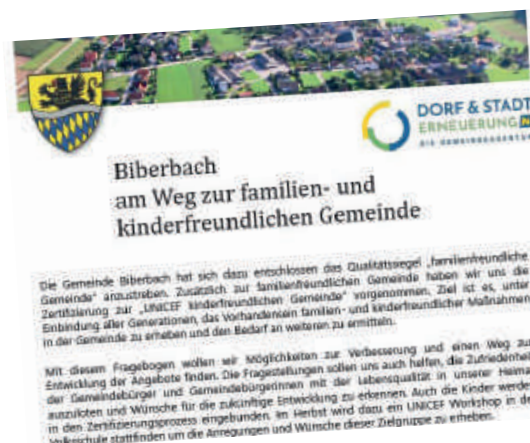 DORF & STADT
ERNEUERUNG
DIE GEMEINDEAGENTUR
Biberbach
am Weg zur familien- und
kinderfreundlichen Gemeinde
Die Gemeinde Biberbach hat sich dazu entschlossen das Qualitätssiegel „familienfreundliche
Gemeinde“ anzustreben. Zusätzlich zur familienfreundlichen Gemeinde haben wir uns die
Zertifizierung zur „UNICEF kinderfreundlichen Gemeinde“ vorgenommen. Ziel ist es, unter
Einbindung aller Generationen, das Vorhandensein familien- und kinderfreundlicher Maßnahmen
in der Gemeinde zu erheben und den Bedarf an weiteren zu ermitteln.
Mit diesem Fragebogen wollen wir Möglichkeiten zur Verbesserung und einen Weg zur
Entwicklung der Angebote finden. Die Fragestellungen sollen uns auch helfen, die Zufriedenheit
der Gemeindebürger und Gemeindebürgerinnen mit der Lebensqualität in unserer Heimat
auszuloten und Wünsche für die zukünftige Entwicklung zu erkennen. Auch die Kinder werden
in den Zertifizierungsprozess eingebunden. Im Herbst wird dazu ein UNICEF Workshop in der
Volksschule stattfinden um die Anregungen und Wünsche dieser Zielgruppe zu erheben.